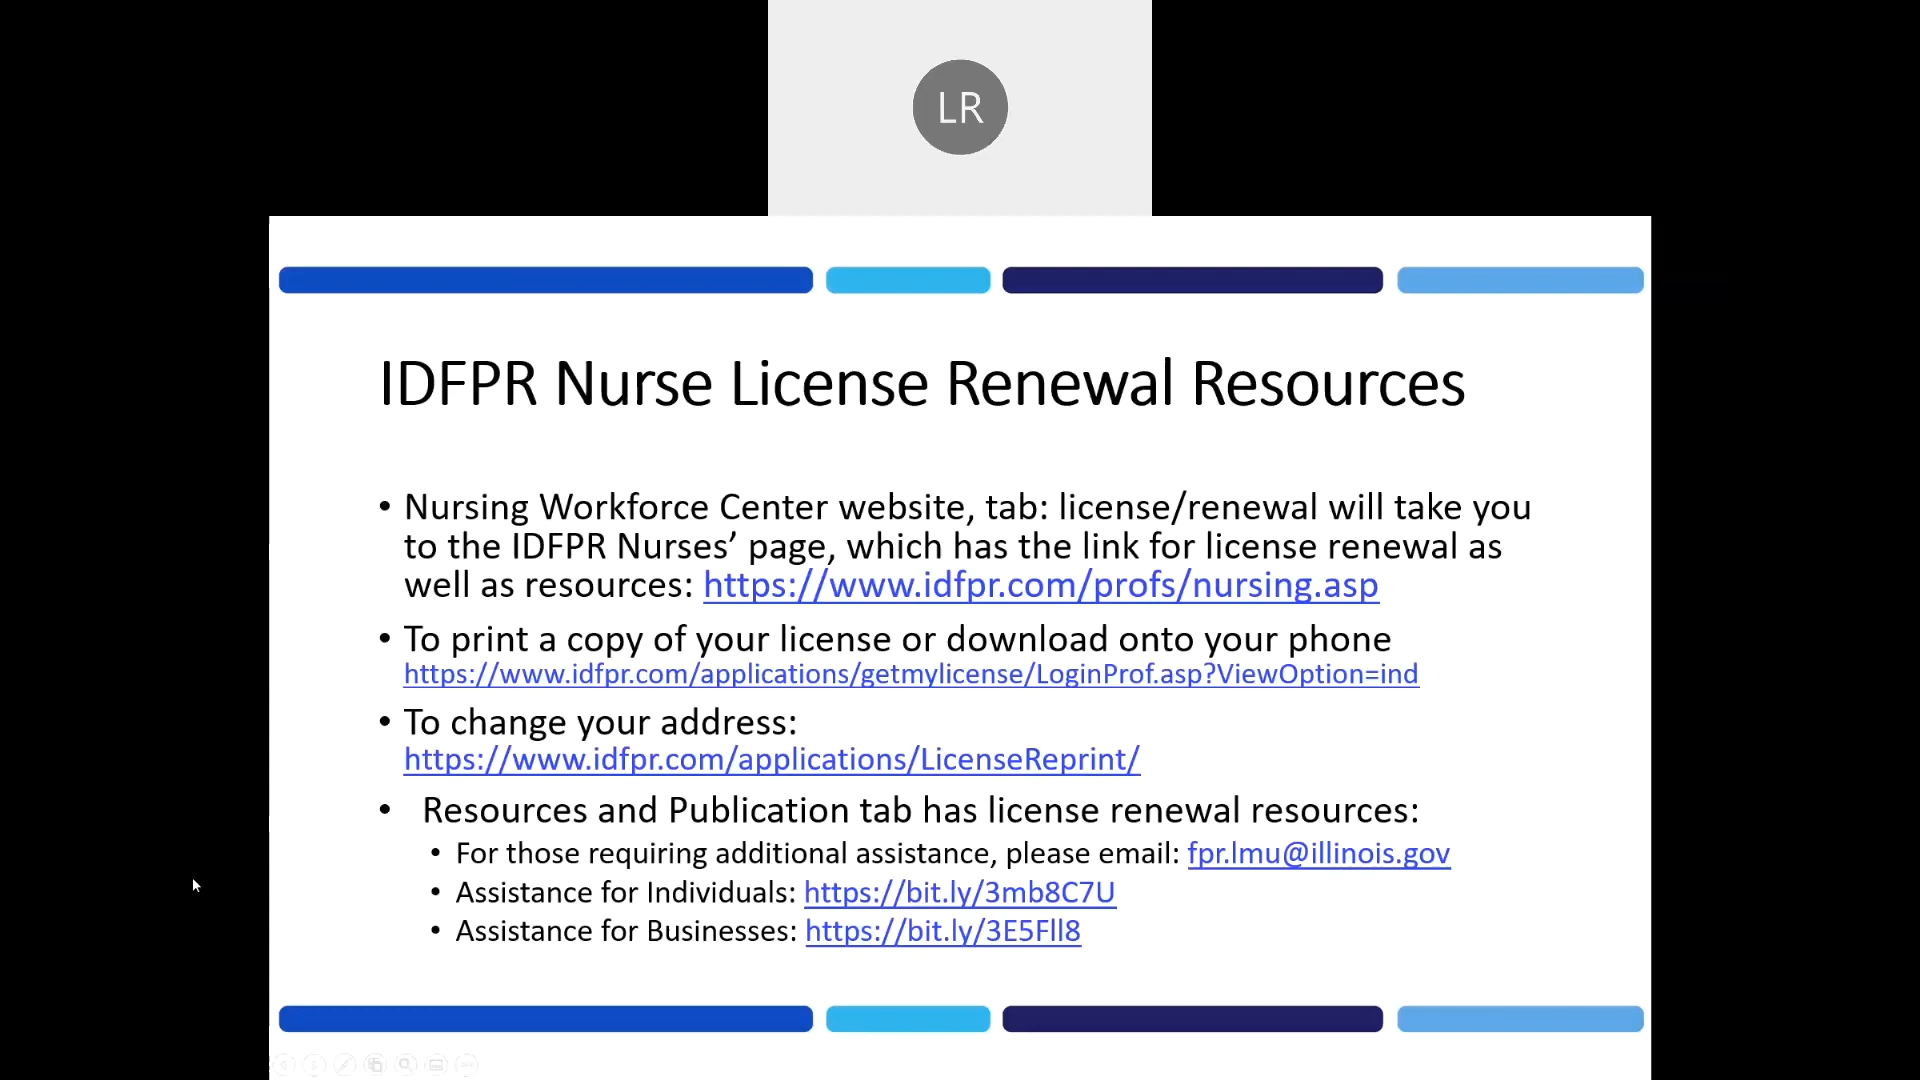 LR
IDFPR Nurse License Renewal Resources
• Nursing Workforce Center website, tab: license/renewal will take you
to the IDFPR Nurses’ page, which has the link for license renewal as
well as resources: https://www.idfpr.com/profs/nursing.asp
• To print a copy of your license or download onto your phone
https://www.idfpr.com/applications/getmylicense/LoginProf.asp?ViewOption=ind
• To change your address:
https://www.idfpr.com/applications/LicenseReprint/
• Resources and Publication tab has license renewal resources:
• For those requiring additional assistance, please email: fpr.lmu@illinois.gov
• Assistance for Individuals: https://bit.ly/3mb8C7U
• Assistance for Businesses: https://bit.ly/3E5Fll8